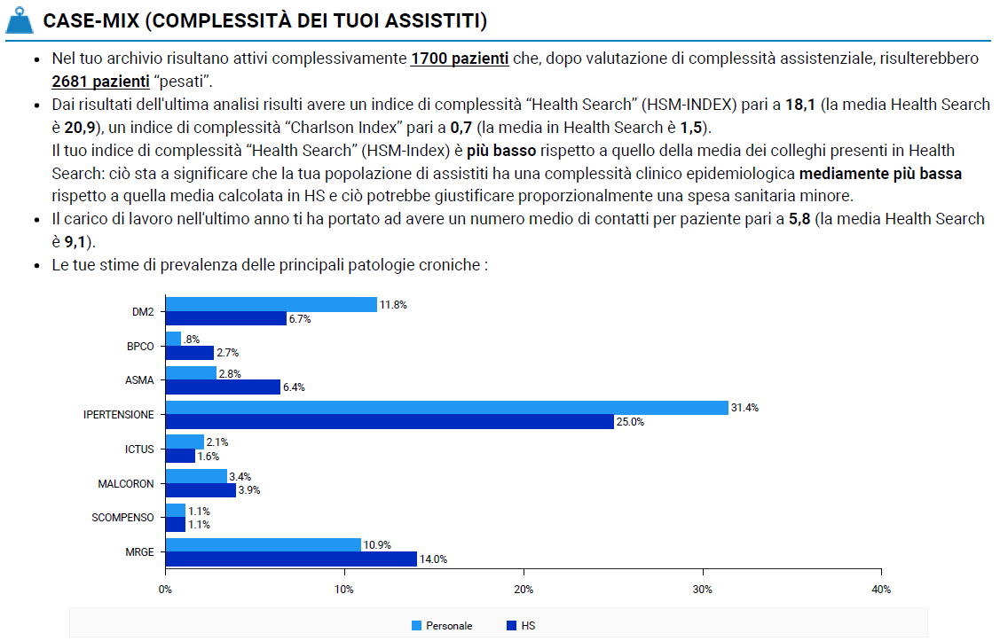 CASE-MIX (COMPLESSITÀ DEI TUOI ASSISTITI)
• Nel tuo archivio risultano attivi complessivamente 1700 pazienti che, dopo valutazione di complessità assistenziale, risulterebbero
2681 pazienti “pesati”.
• Dai risultati dell'ultima analisi risulti avere un indice di complessità “Health Search” (HSM-INDEX) pari a 18,1 (la media Health Search
è 20,9), un indice di complessità “Charlson Index” pari a 0,7 (la media in Health Search è 1,5).
Il tuo indice di complessità “Health Search” (HSM-Index) è più basso rispetto a quello della media dei colleghi presenti in Health
Search: ciò sta a significare che la tua popolazione di assistiti ha una complessità clinico epidemiologica mediamente più bassa
rispetto a quella media calcolata in HS e ciò potrebbe giustificare proporzionalmente una spesa sanitaria minore.
• Il carico di lavoro nell'ultimo anno ti ha portato ad avere un numero medio di contatti per paziente pari a 5,8 (la media Health Search
è 9,1).
• Le tue stime di prevalenza delle principali patologie croniche :
DM2 11.8%
6.7%
BPCO .8%
2.7%
ASMA 2.8%
6.4%
IPERTENSIONE 31.4%
25.0%
ICTUS 2.1%
1.6%
MALCORON 3.4%
3.9%
SCOMPENSO 1.1%
1.1%
MRGE 10.9%
14.0%
0% 10% 20% 30% 40%
Personale HS